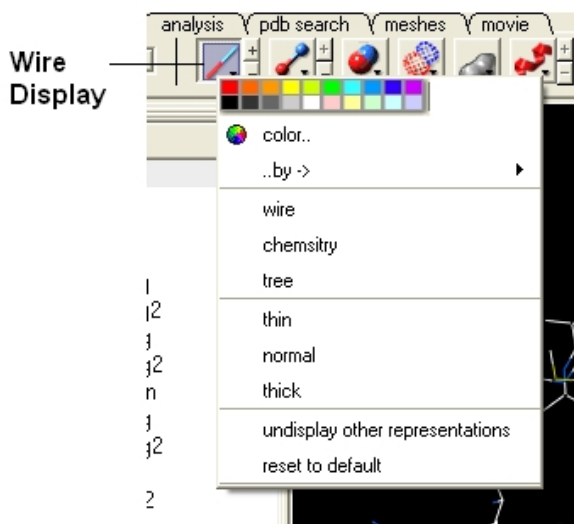 analysis pdb search meshes movie
Wire
Display
color..
..by ->
wire
chemsitry
tree
thin
normal
thick
undisplay other representations
reset to default